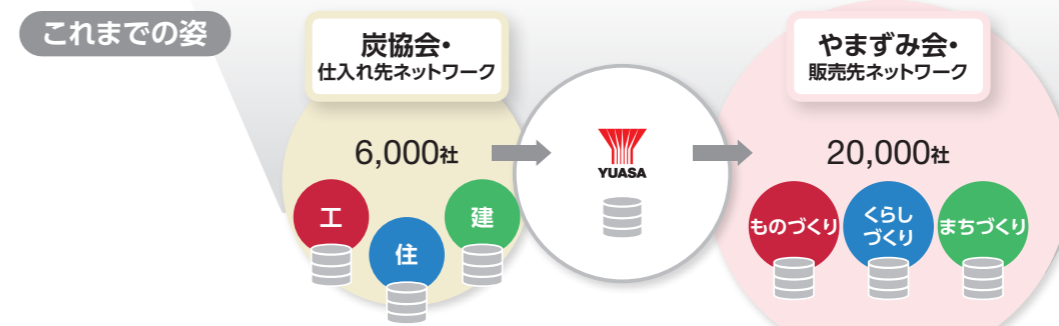 これまでの姿
炭協会・
仕入れ先ネットワーク
6,000社
工
住
建
YUASA
やまずみ会・
販売先ネットワーク
20,000社
ものづくり
くらし
づくり
まちづくり